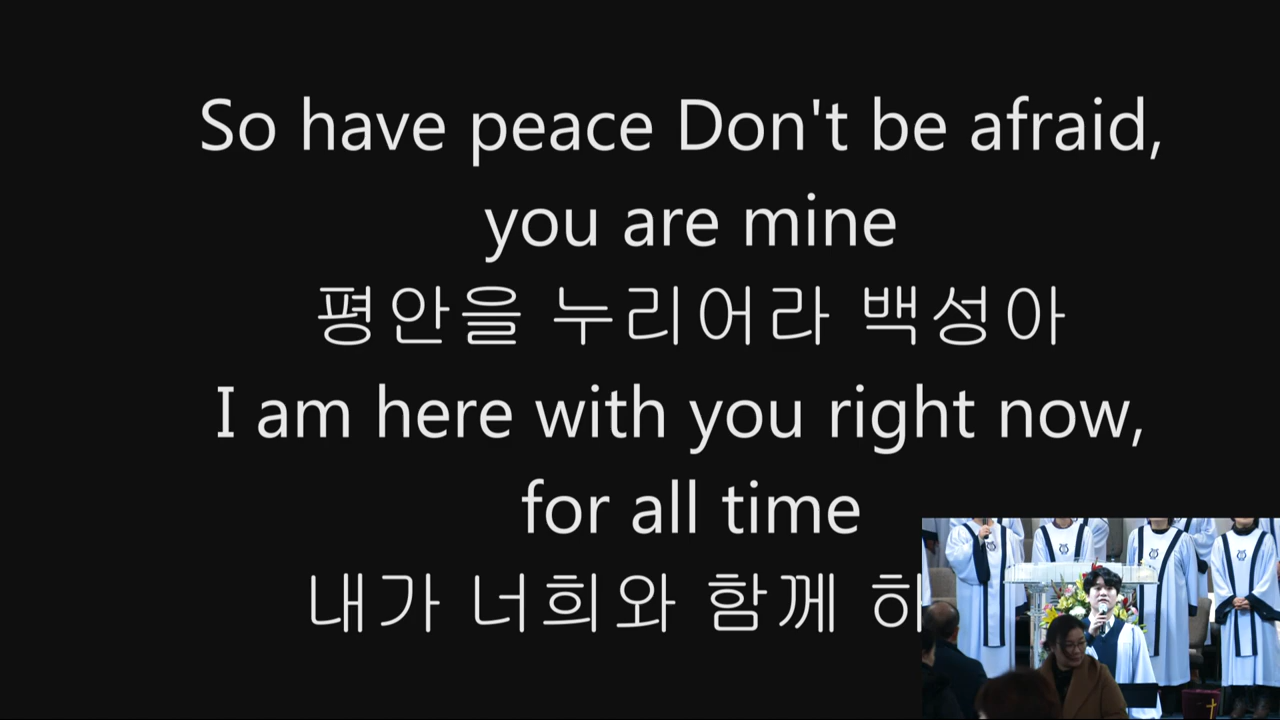 So have peace Don't be afraid,
you are mine
평안을 누리어라 백성아
I am here with you right now,
for all time
내가 너희와 함께